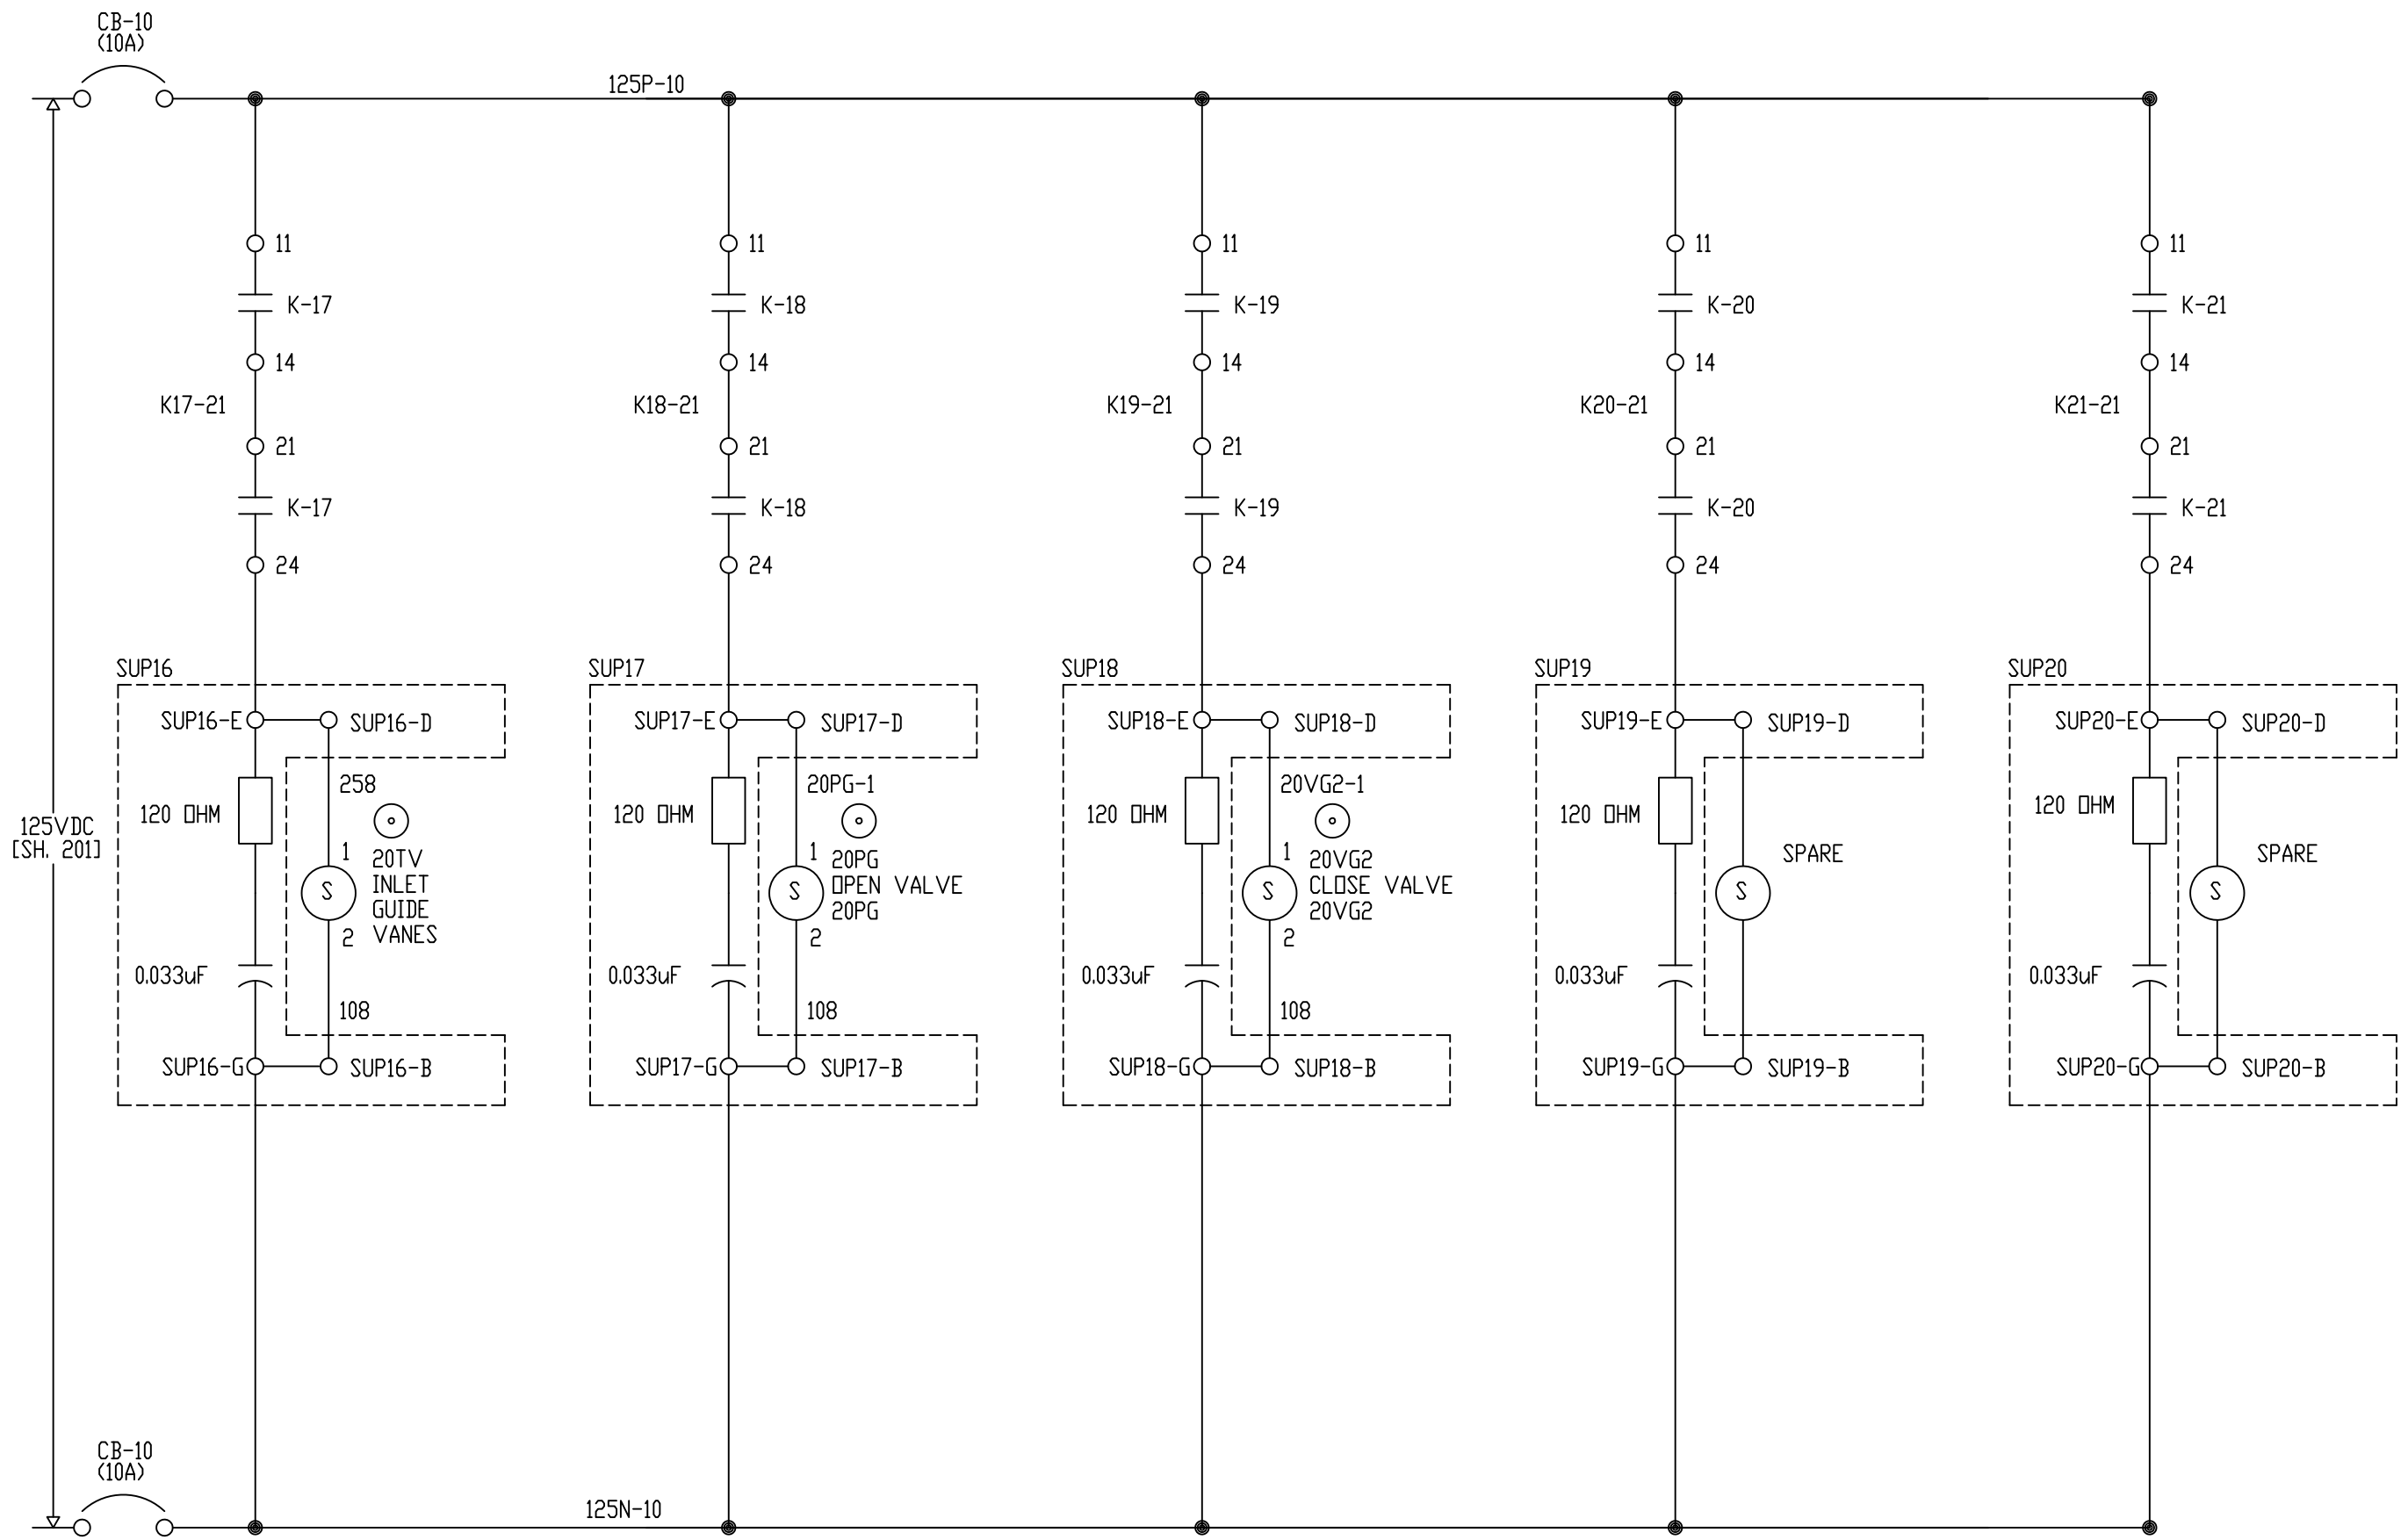 CB-10
(10A)
125P-10
11
11
11
11
11
K-17
K-18
K-19
K-20
K-21
14
14
14
14
14
K17-21
K18-21
K19-21
K20-21
K21-21
21
21
21
21
21
K-17
K-18
K-19
K-20
K-21
24
24
24
24
24
SUP16
SUP17
SUP18
SUP19
SUP20
SUP16-E
SUP16-D
SUP17-E
SUP17-D
SUP18-E
SUP18-D
SUP19-E
SUP19-D
SUP20-E
SUP20-D
125VDC
[SH. 201]
120 OHM
258
1
20TV
INLET
GUIDE
VANES
S
2
0.033uF
108
120 OHM
20PG-1
1
20PG
OPEN VALVE
20PG
S
2
0.033uF
108
120 OHM
20VG2-1
1
20VG2
CLOSE VALVE
20VG2
S
2
0.033uF
108
120 OHM
SPARE
S
0.033uF
120 OHM
SPARE
S
0.033uF
SUP16-G
SUP16-B
SUP17-G
SUP17-B
SUP18-G
SUP18-B
SUP19-G
SUP19-B
SUP20-G
SUP20-B
CB-10
(10A)
125N-10